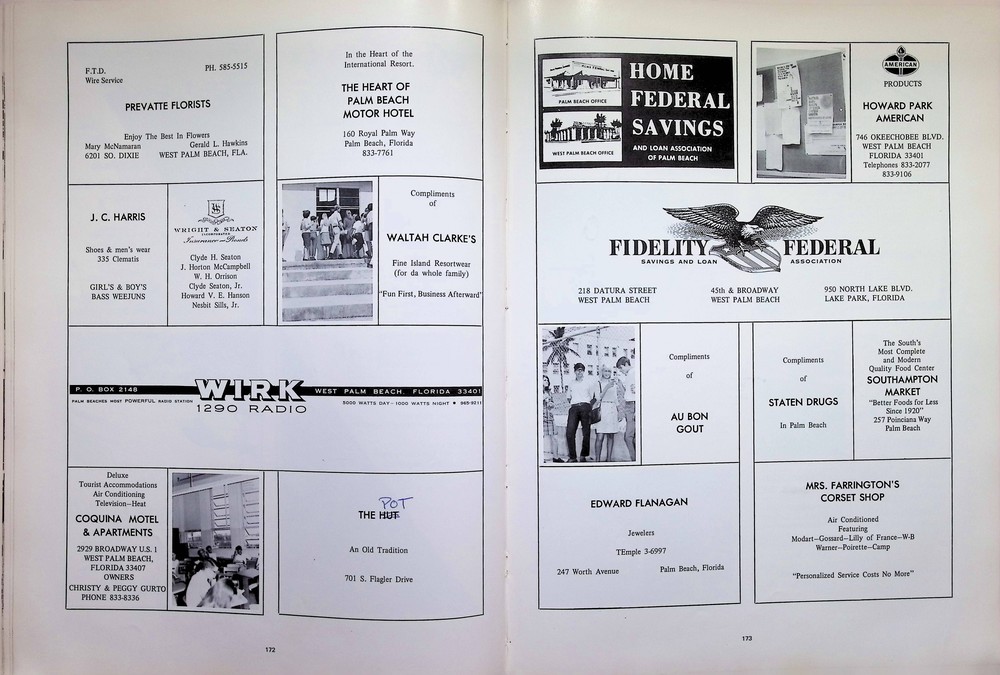 F.T.D.
Wire Service
PH. 585-5515
PREVATTE FLORISTS
Enjoy The Best In Flowers
Mary McNamaran Gerald L. Hawkins
6201 SO. DIXIE WEST PALM BEACH, FLA.
In the Heart of the
International Resort.
THE HEART OF
PALM BEACH
MOTOR HOTEL
160 Royal Palm Way
Palm Beach, Florida
833-7761
J. C. HARRIS
Shoes & men's wear
335 Clematis
GIRL'S & BOY'S
BASS WEEJUNS
WRIGHT & SEATON
INCORPORATED
Insurance—Bonds
Clyde H. Seaton
J. Horton McCampbell
W. H. Orrison
Clyde Seaton, Jr.
Howard V. E. Hanson
Nesbit Sills, Jr.
Compliments
of
WALTAH CLARKE'S
Fine Island Resortwear
(for da whole family)
"Fun First, Business Afterward"
P. O. BOX 2148 WIRK WEST PALM BEACH, FLORIDA 33401
PALM BEACHES MOST POWERFUL RADIO STATION 1290 RADIO 5000 WATTS DAY-1000 WATTS NIGHT • 965-9211
Deluxe
Tourist Accommodations
Air Conditioning
Television—Heat
COQUINA MOTEL
& APARTMENTS
2929 BROADWAY U.S. 1
WEST PALM BEACH,
FLORIDA 33407
OWNERS
CHRISTY & PEGGY GURTO
PHONE 833-8336
POT
THE HUT
An Old Tradition
701 S. Flagler Drive
172
PALM BEACH OFFICE
WEST PALM BEACH OFFICE
HOME
FEDERAL
SAVINGS
AND LOAN ASSOCIATION
OF PALM BEACH
AMERICAN
PRODUCTS
HOWARD PARK
AMERICAN
746 OKEECHOBEE BLVD.
WEST PALM BEACH
FLORIDA 33401
Telephones 833-2077
833-9106
FIDELITY FEDERAL
SAVINGS AND LOAN ASSOCIATION
218 DATURA STREET
WEST PALM BEACH
45th & BROADWAY
WEST PALM BEACH
950 NORTH LAKE BLVD.
LAKE PARK, FLORIDA
Compliments
of
AU BON
GOUT
Compliments
of
STATEN DRUGS
In Palm Beach
The South's
Most Complete
and Modern
Quality Food Center
SOUTHAMPTON
MARKET
"Better Foods for Less
Since 1920"
257 Poinciana Way
Palm Beach
EDWARD FLANAGAN
Jewelers
TEmple 3-6997
247 Worth Avenue Palm Beach, Florida
MRS. FARRINGTON'S
CORSET SHOP
Air Conditioned
Featuring
Modart—Gossard—Lilly of France—W-B
Warner—Poirette—Camp
"Personalized Service Costs No More"
173